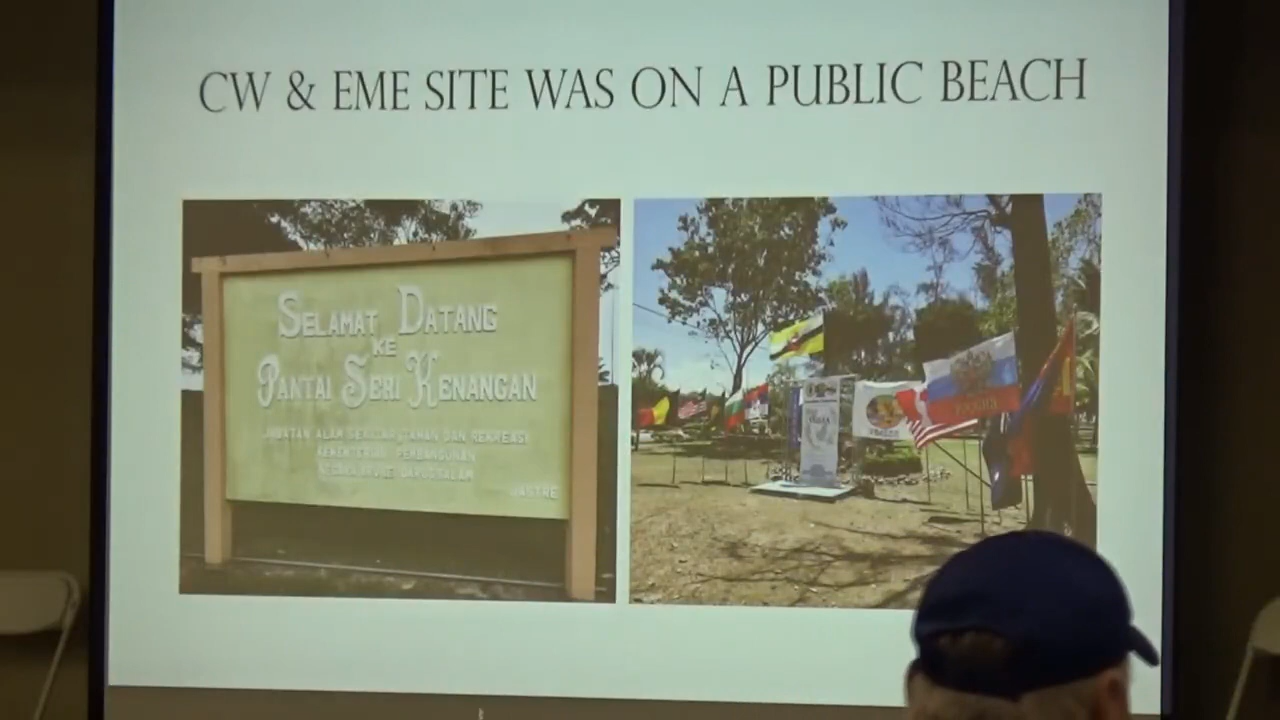 CW & EME SITE WAS ON A PUBLIC BEACH
SELAMAT DATANG
KE
PANTAI SERI KENANGAN
JABATAN ALAM SEKITAR, TAMAN DAN REKREASI
KEMENTERIAN PEMBANGUNAN
NEGARA BRUNEI DARUSSALAM
JASTRE